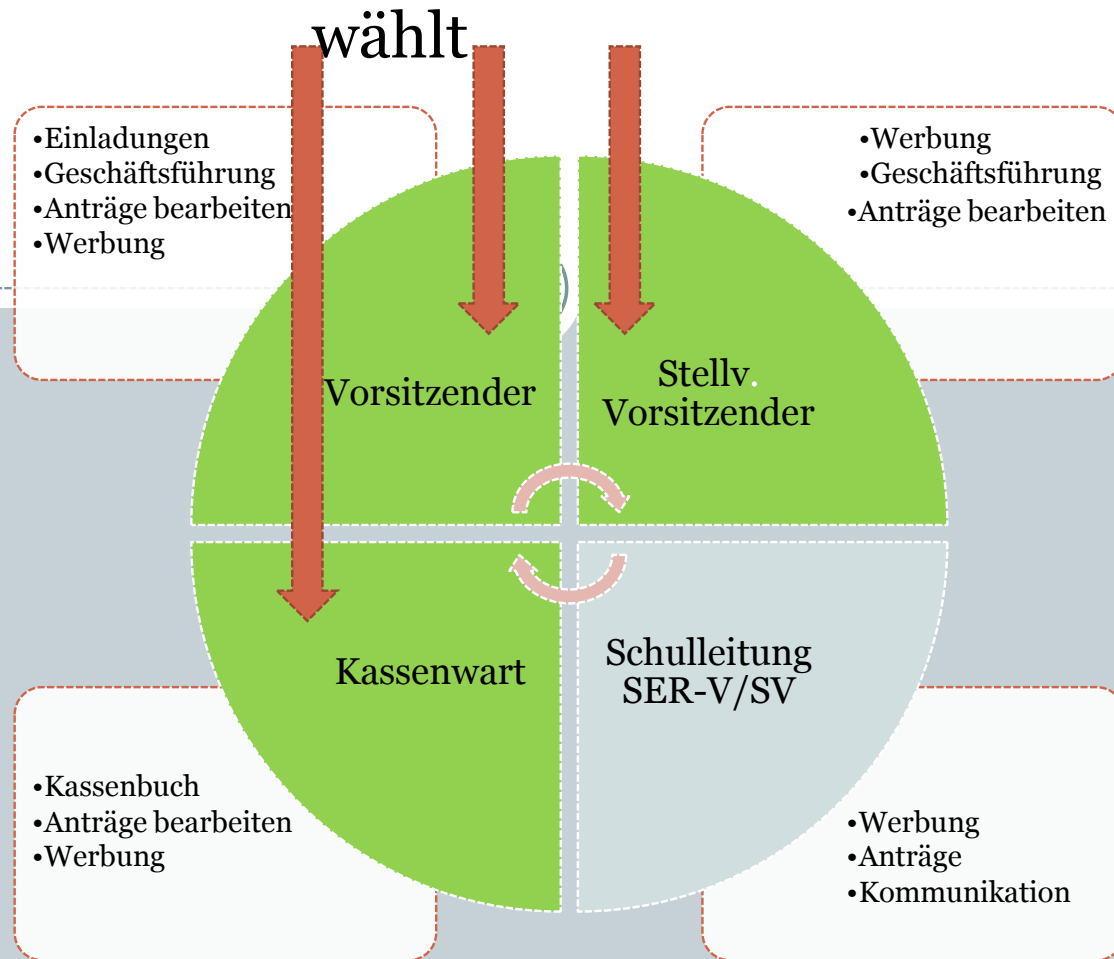 wählt
•Einladungen
•Geschäftsführung
•Anträge bearbeiten
•Werbung
•Werbung
•Geschäftsführung
•Anträge bearbeiten
Vorsitzender
Stellv.
Vorsitzender
Kassenwart
Schulleitung
SER-V/SV
•Kassenbuch
•Anträge bearbeiten
•Werbung
•Werbung
•Anträge
•Kommunikation